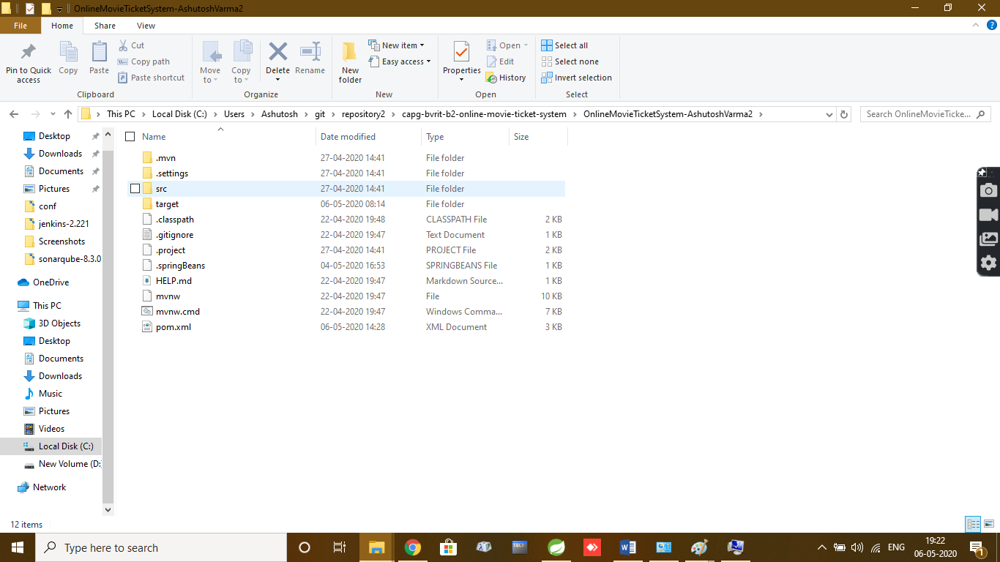 OnlineMovieTicketSystem-AshutoshVarma2
File Home Share View
Pin to Quick access
Copy
Paste
Cut
Copy path
Paste shortcut
Clipboard
Move to
Copy to
Delete
Rename
Organize
New folder
New item
Easy access
New
Properties
Open
Edit
History
Open
Select all
Select none
Invert selection
Select
This PC Local Disk (C:) Users Ashutosh git repository2 capg-bvrit-b2-online-movie-ticket-system OnlineMovieTicketSystem-AshutoshVarma2
Search OnlineMovieTicke...
Desktop
Downloads
Documents
Pictures
conf
jenkins-2.221
Screenshots
sonarqube-8.3.0
OneDrive
This PC
3D Objects
Desktop
Documents
Downloads
Music
Pictures
Videos
Local Disk (C:)
New Volume (D:
Network
Name Date modified Type Size
.mvn 27-04-2020 14:41 File folder
.settings 27-04-2020 14:41 File folder
src 27-04-2020 14:41 File folder
target 06-05-2020 08:14 File folder
.classpath 22-04-2020 19:48 CLASSPATH File 2 KB
.gitignore 22-04-2020 19:47 Text Document 1 KB
.project 27-04-2020 14:41 PROJECT File 2 KB
.springBeans 04-05-2020 16:53 SPRINGBEANS File 1 KB
HELP.md 22-04-2020 19:47 Markdown Source... 1 KB
mvnw 22-04-2020 19:47 File 10 KB
mvnw.cmd 22-04-2020 19:47 Windows Comma... 7 KB
pom.xml 06-05-2020 14:28 XML Document 3 KB
12 items
Type here to search
SQL
W
ENG
19:22
06-05-2020
1